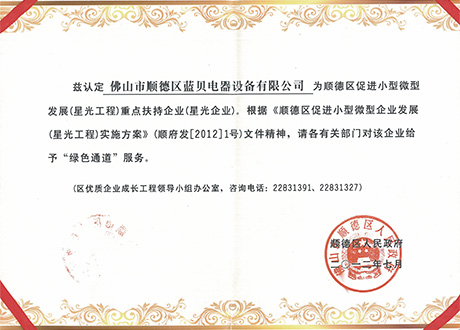 兹认定 佛山市顺德区蓝贝电器设备有限公司 为顺德区促进小型微型
发展(星光工程)重点扶持企业(星光企业)。根据《顺德区促进小型微型企业发展
(星光工程)实施方案》(顺府发[2012]1号)文件精神，请各有关部门对该企业给
予“绿色通道”服务。
(区优质企业成长工程领导小组办公室，咨询电话：22831391、22831327)
顺德区人民政府
二年七月
佛山 顺德区人民政府